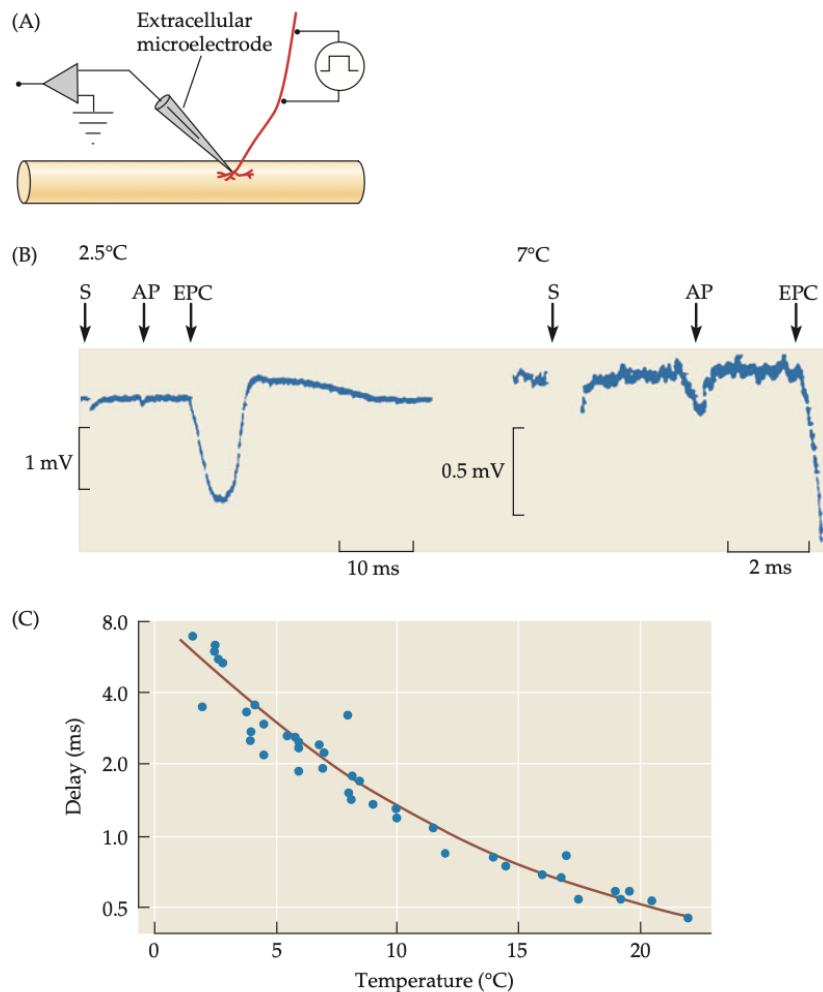 (A)
Extracellular
microelectrode
(B)
2.5°C 7°C
S AP EPC S AP EPC
1 mV
0.5 mV
10 ms
2 ms
(C)
8.0
4.0
2.0
1.0
0.5
Delay (ms)
0 5 10 15 20
Temperature (°C)